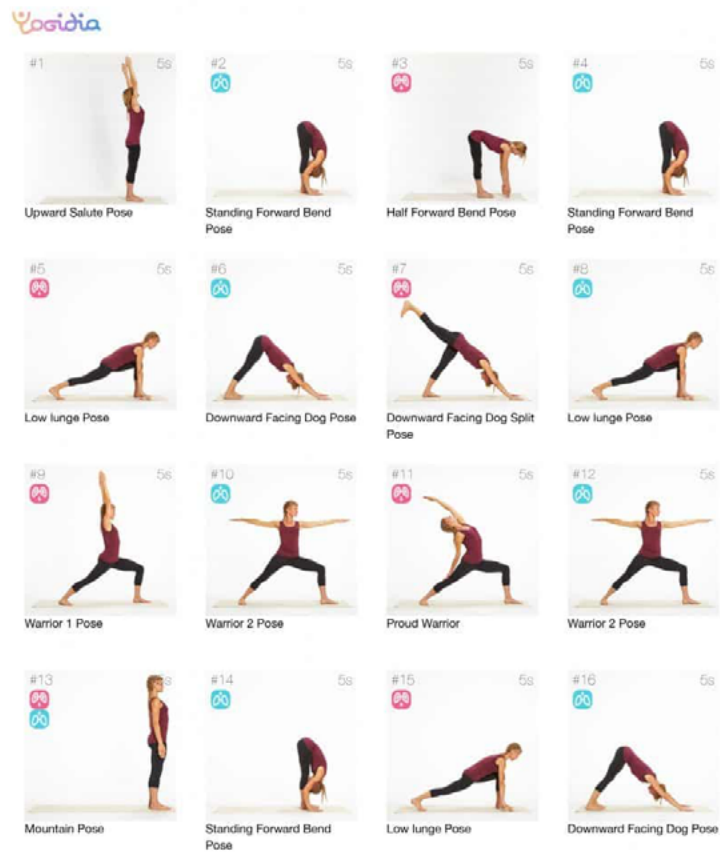 Yogidia
#1 5s
#2 5s
#3 5s
#4 5s
Upward Salute Pose
Standing Forward Bend
Pose
Half Forward Bend Pose
Standing Forward Bend
Pose
#5 5s
#6 5s
#7 5s
#8 5s
Low lunge Pose
Downward Facing Dog Pose
Downward Facing Dog Split
Pose
Low lunge Pose
#9 5s
#10 5s
#11 5s
#12 5s
Warrior 1 Pose
Warrior 2 Pose
Proud Warrior
Warrior 2 Pose
#13 5s
#14 5s
#15 5s
#16 5s
Mountain Pose
Standing Forward Bend
Pose
Low lunge Pose
Downward Facing Dog Pose